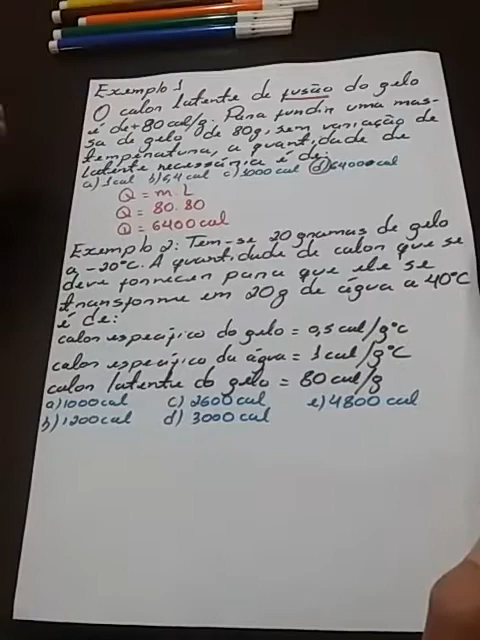 Exemplo 1
O calor latente de fusão do gelo
é de +80 cal/g. Para fundir uma mas-
sa de gelo de 80g, sem variação de
temperatura, a quantidade de
latente necessária é de:
a) 1 cal b) 6,4 cal c) 1000 cal d) 6400 cal
Q = m. L
Q = 80.80
Q = 6400 cal
Exemplo 2: Tem-se 20 gramas de gelo
a -20°C. A quantidade de calor que se
deve fornecer para que ele se
transforme em 20g de água a 40°C
é de:
calor específico do gelo = 0,5 cal/g°C
calor específico da água = 1 cal/g°C
calor latente do gelo = 80 cal/g
a) 1000 cal c) 2600 cal e) 4800 cal
b) 1200 cal d) 3000 cal